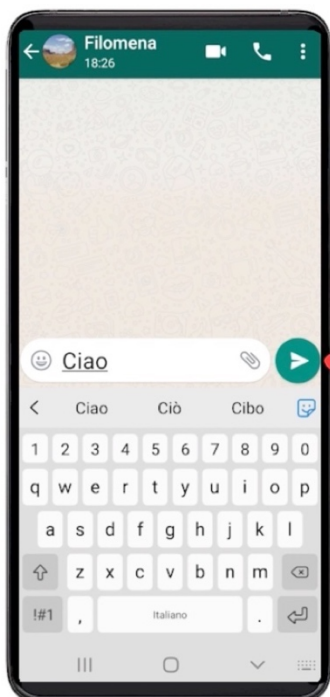 Filomena
18:26
Ciao
Ciao Ciò Cibo
1 2 3 4 5 6 7 8 9 0
q w e r t y u i o p
a s d f g h j k l
z x c v b n m
!#1 , Italiano .